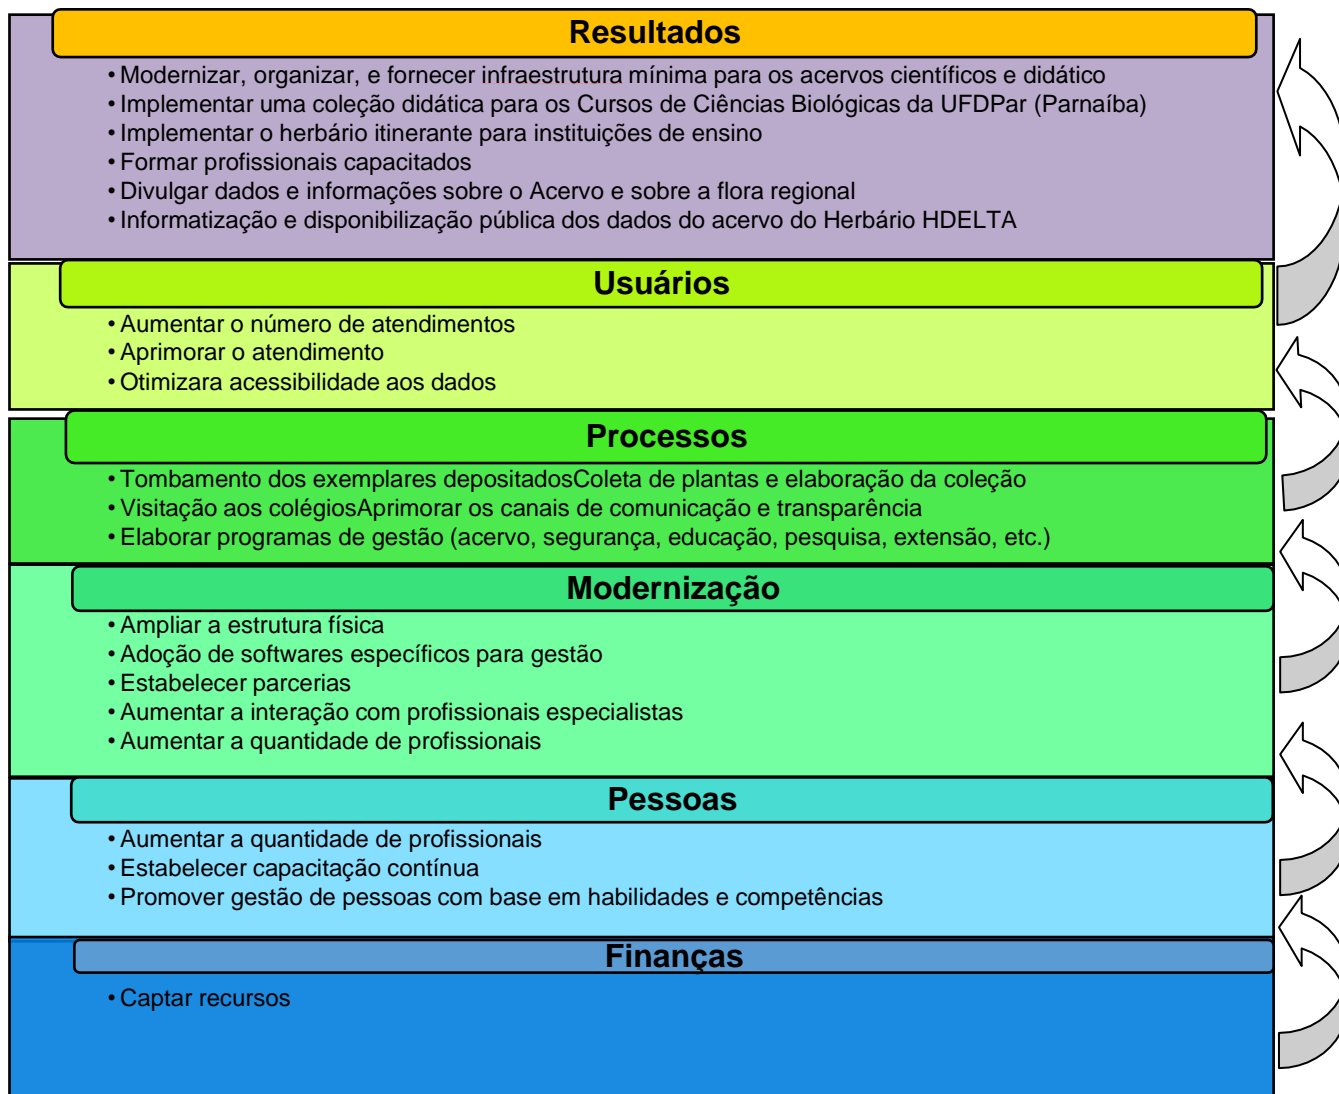 Resultados
• Modernizar, organizar, e fornecer infraestrutura mínima para os acervos científicos e didático
• Implementar uma coleção didática para os Cursos de Ciências Biológicas da UFDPar (Parnaíba)
• Implementar o herbário itinerante para instituições de ensino
• Formar profissionais capacitados
• Divulgar dados e informações sobre o Acervo e sobre a flora regional
• Informatização e disponibilização pública dos dados do acervo do Herbário HDELTA
Usuários
• Aumentar o número de atendimentos
• Aprimorar o atendimento
• Otimizara acessibilidade aos dados
Processos
• Tombamento dos exemplares depositadosColeta de plantas e elaboração da coleção
• Visitação aos colégiosAprimorar os canais de comunicação e transparência
• Elaborar programas de gestão (acervo, segurança, educação, pesquisa, extensão, etc.)
Modernização
• Ampliar a estrutura física
• Adoção de softwares específicos para gestão
• Estabelecer parcerias
• Aumentar a interação com profissionais especialistas
• Aumentar a quantidade de profissionais
Pessoas
• Aumentar a quantidade de profissionais
• Estabelecer capacitação contínua
• Promover gestão de pessoas com base em habilidades e competências
Finanças
• Captar recursos